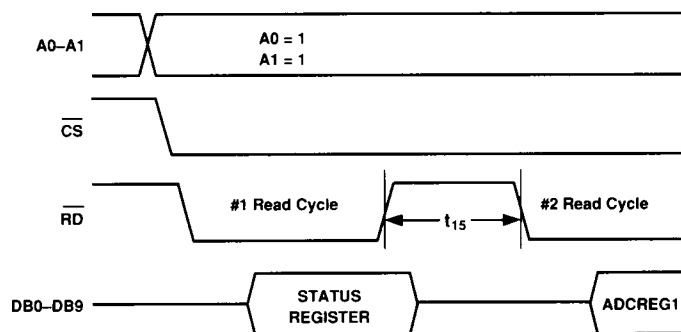 A0–A1
A0 = 1
A1 = 1
CS
RD
#1 Read Cycle
t15
#2 Read Cycle
DB0–DB9
STATUS
REGISTER
ADCREG1